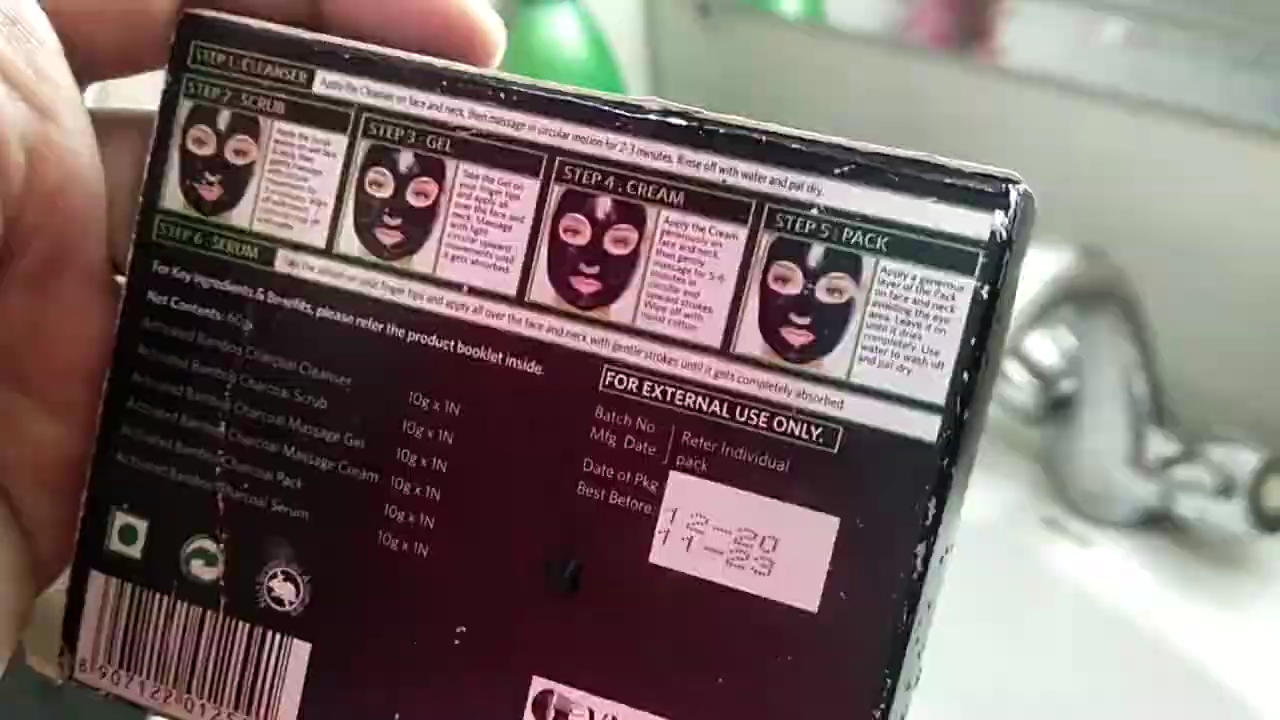 STEP 1 : CLEANSER
Apply the Cleanser on face and neck, then massage in circular motion for 2-3 minutes. Rinse off with water and pat dry.
STEP 2 : SCRUB
STEP 3 : GEL
Take the Gel on
your finger tips
and apply all
over the face and
neck. Massage
with light
circular upward
movements until
it gets absorbed.
STEP 4 : CREAM
Apply the Cream
generously on
face and neck,
then gently
massage for 5-6
minutes in
circular and
upward strokes.
Wipe off with
moist cotton.
STEP 5 : PACK
Apply a generous
layer of the Pack
on face and neck
avoiding the eye
area. Leave it on
until it dries
completely. Use
water to wash off
and pat dry.
STEP 6 : SERUM
on your finger tips and apply all over the face and neck with gentle strokes until it gets completely absorbed.
For Key Ingredients & Benefits, please refer the product booklet inside.
Net Contents: 60g
Activated Bamboo Charcoal Cleanser 10g x 1N
Activated Bamboo Charcoal Scrub 10g x 1N
Activated Bamboo Charcoal Massage Gel 10g x 1N
Activated Bamboo Charcoal Massage Cream 10g x 1N
Activated Bamboo Charcoal Pack 10g x 1N
Activated Bamboo Charcoal Serum 10g x 1N
FOR EXTERNAL USE ONLY.
Batch No
Mfg. Date
Refer Individual
pack
Date of Pkg
Best Before:
12-20
11-23
8 907122 012